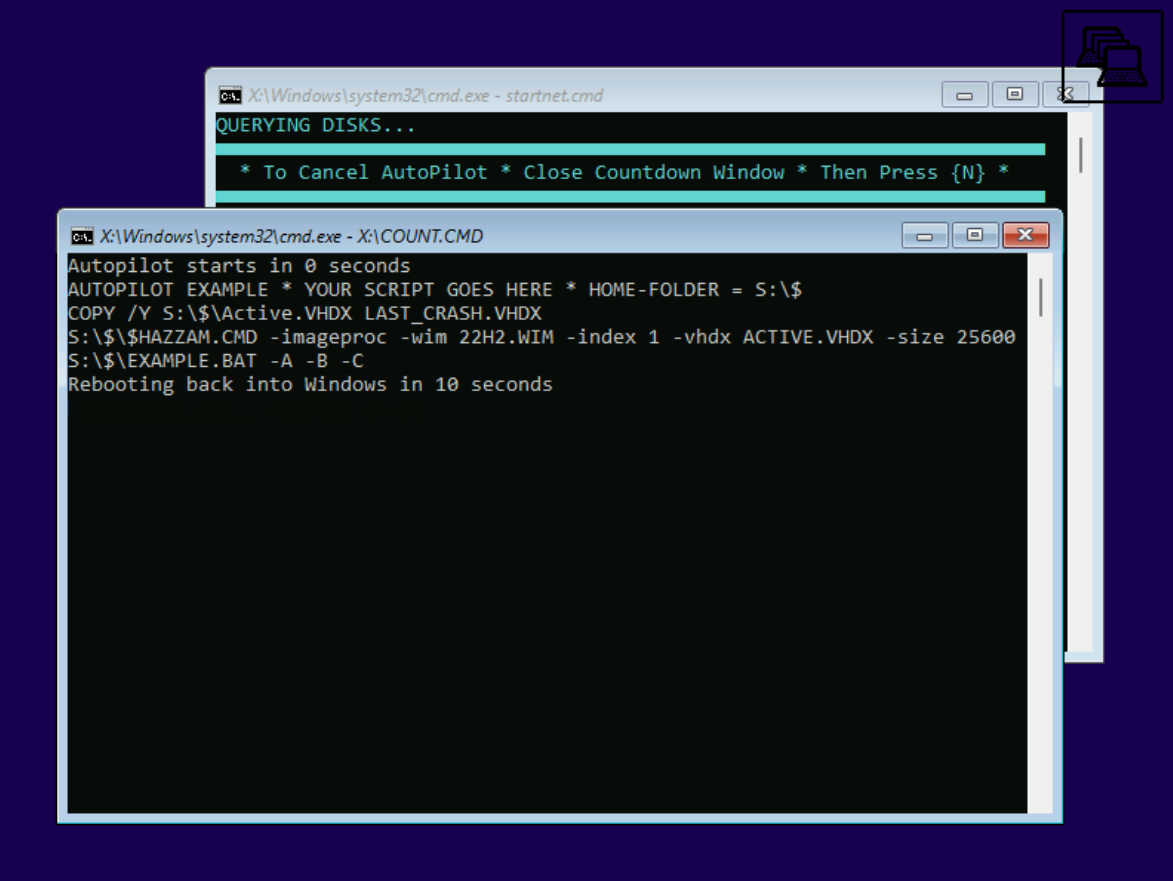 X:\Windows\system32\cmd.exe - startnet.cmd
QUERYING DISKS...
* To Cancel AutoPilot * Close Countdown Window * Then Press {N} *
X:\Windows\system32\cmd.exe - X:\COUNT.CMD
Autopilot starts in 0 seconds
AUTOPILOT EXAMPLE * YOUR SCRIPT GOES HERE * HOME-FOLDER = S:\$
COPY /Y S:\$\Active.VHDX LAST_CRASH.VHDX
S:\$\$HAZZAM.CMD -imageproc -wim 22H2.WIM -index 1 -vhdx ACTIVE.VHDX -size 25600
S:\$\EXAMPLE.BAT -A -B -C
Rebooting back into Windows in 10 seconds